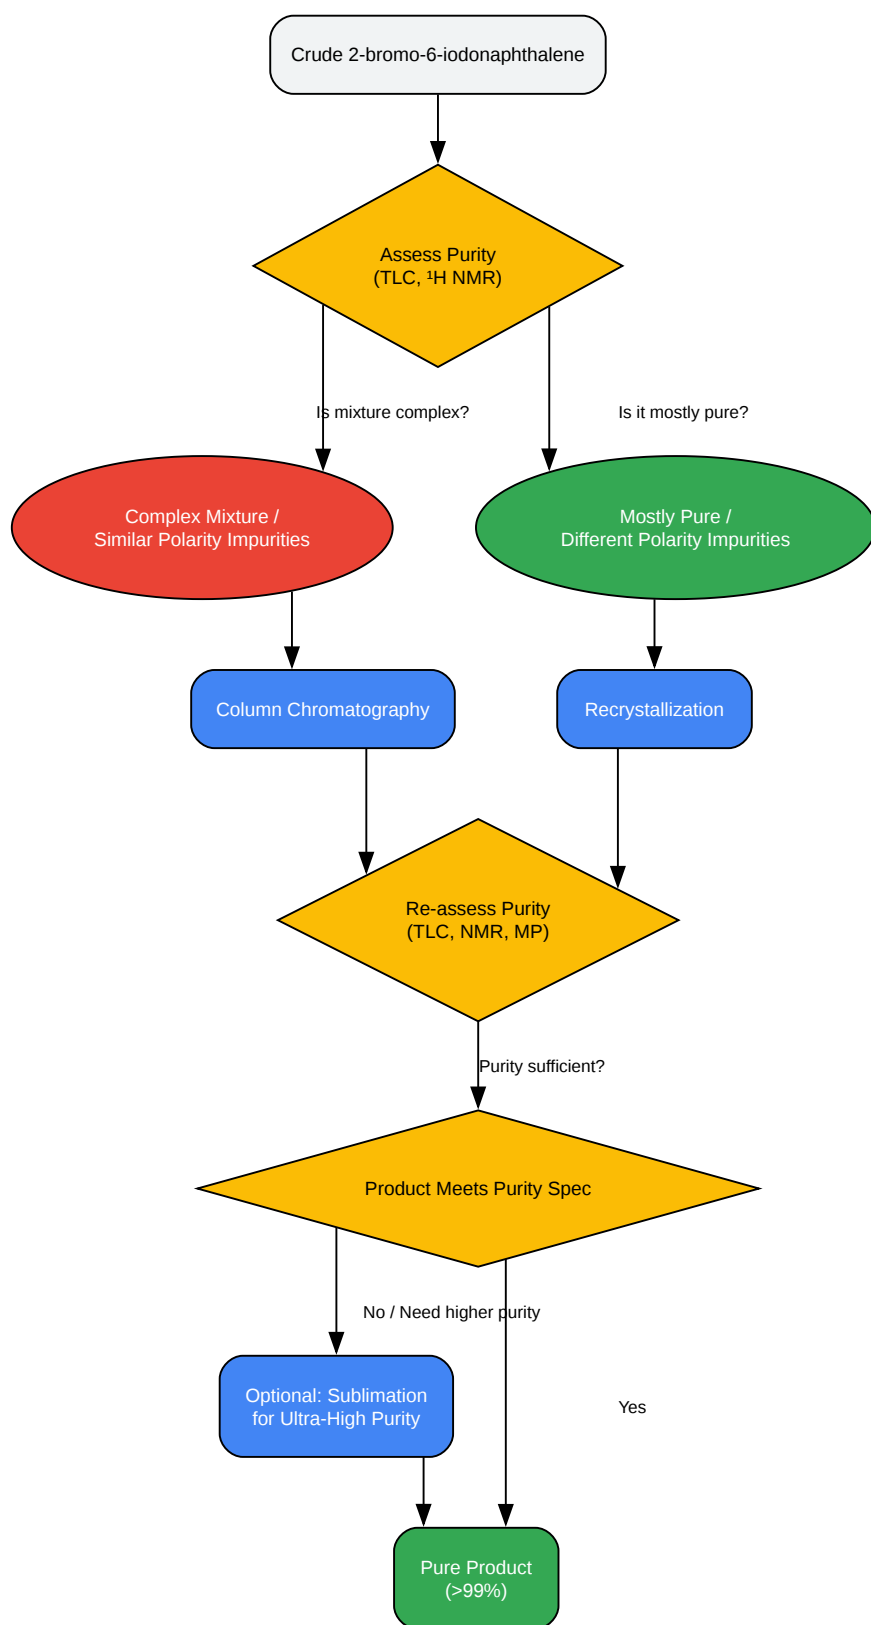 Crude 2-bromo-6-iodonaphthalene
Assess Purity
(TLC, ¹H NMR)
Is mixture complex?
Is it mostly pure?
Complex Mixture /
Similar Polarity Impurities
Mostly Pure /
Different Polarity Impurities
Column Chromatography
Recrystallization
Re-assess Purity
(TLC, NMR, MP)
Purity sufficient?
Product Meets Purity Spec
No / Need higher purity
Optional: Sublimation
for Ultra-High Purity
Yes
Pure Product
(>99%)